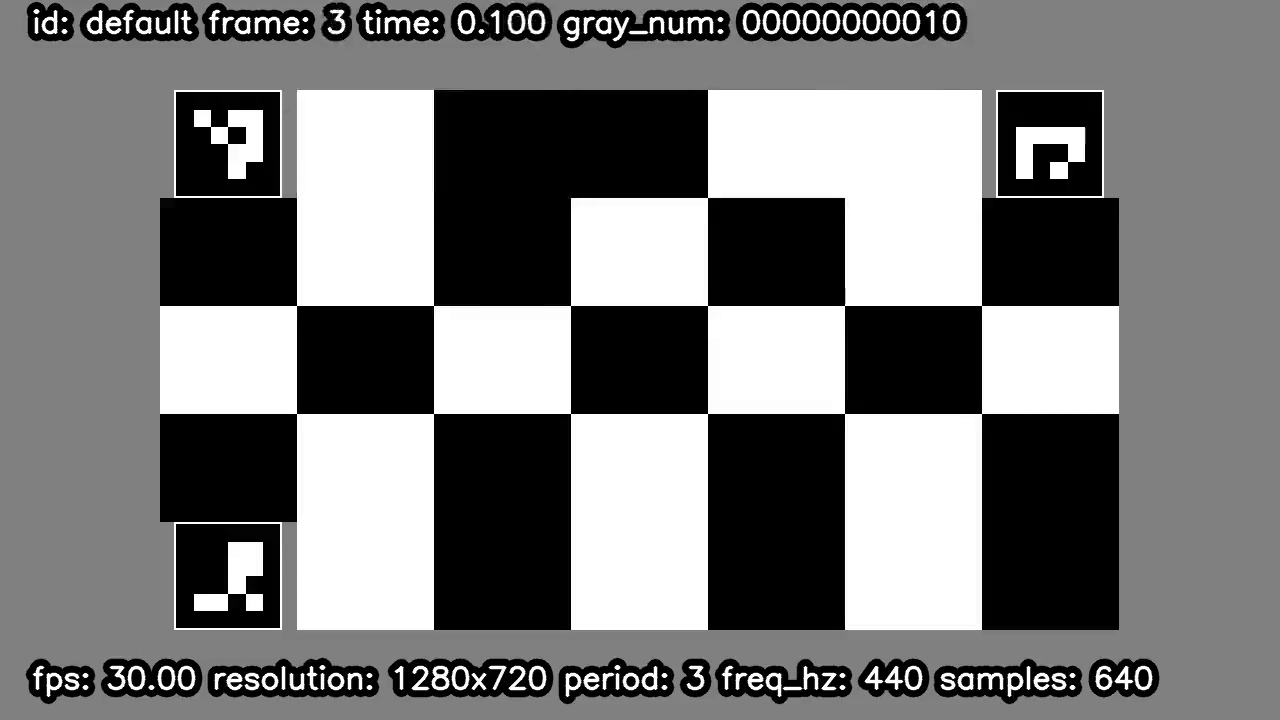 id: default frame: 3 time: 0.100 gray_num: 00000000010
fps: 30.00 resolution: 1280x720 period: 3 freq_hz: 440 samples: 640